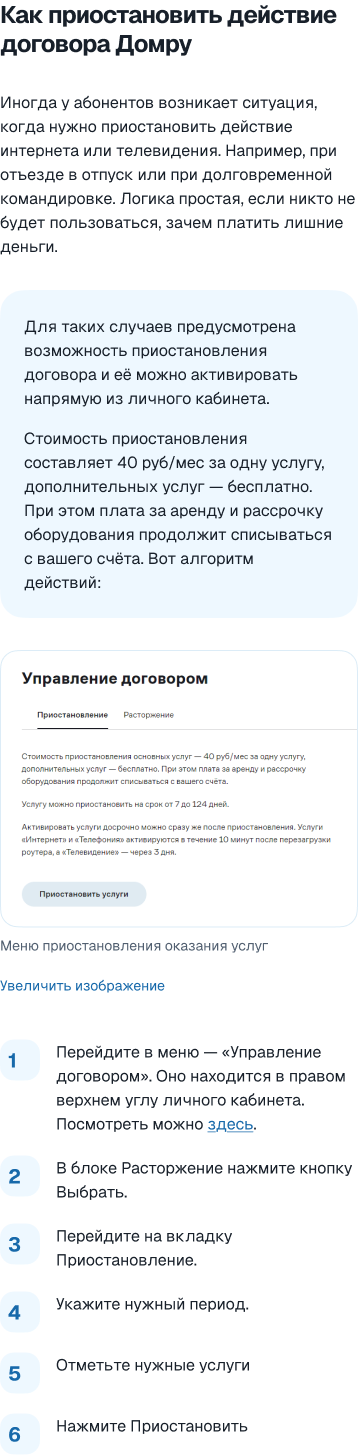 Как приостановить действие
договора Домру
Иногда у абонентов возникает ситуация,
когда нужно приостановить действие
интернета или телевидения. Например, при
отъезде в отпуск или при долговременной
командировке. Логика простая, если никто не
будет пользоваться, зачем платить лишние
деньги.
Для таких случаев предусмотрена
возможность приостановления
договора и её можно активировать
напрямую из личного кабинета.
Стоимость приостановления
составляет 40 руб/мес за одну услугу,
дополнительных услуг — бесплатно.
При этом плата за аренду и рассрочку
оборудования продолжит списываться
с вашего счёта. Вот алгоритм
действий:
Управление договором
Приостановление Расторжение
Стоимость приостановления основных услуг — 40 руб/мес за одну услугу,
дополнительных услуг — бесплатно. При этом плата за аренду и рассрочку
оборудования продолжит списываться с вашего счёта.
Услугу можно приостановить на срок от 7 до 124 дней.
Активировать услуги досрочно можно сразу же после приостановления. Услуги
«Интернет» и «Телефония» активируются в течение 10 минут после перезагрузки
роутера, а «Телевидение» — через 3 дня.
Приостановить услуги
Меню приостановления оказания услуг
Увеличить изображение
1 Перейдите в меню — «Управление
договором». Оно находится в правом
верхнем углу личного кабинета.
Посмотреть можно здесь.
2 В блоке Расторжение нажмите кнопку
Выбрать.
3 Перейдите на вкладку
Приостановление.
4 Укажите нужный период.
5 Отметьте нужные услуги
6 Нажмите Приостановить